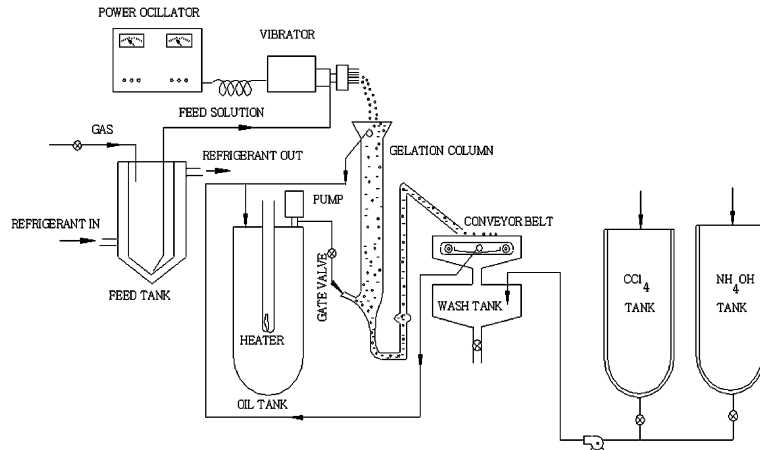 POWER OCILLATOR
VIBRATOR
FEED SOLUTION
GAS
GELATION COLUMN
REFRIGERANT OUT
PUMP
CONVEYOR BELT
REFRIGERANT IN
GATE VALVE
FEED TANK
WASH TANK
HEATER
OIL TANK
CCl4
TANK
NH4OH
TANK